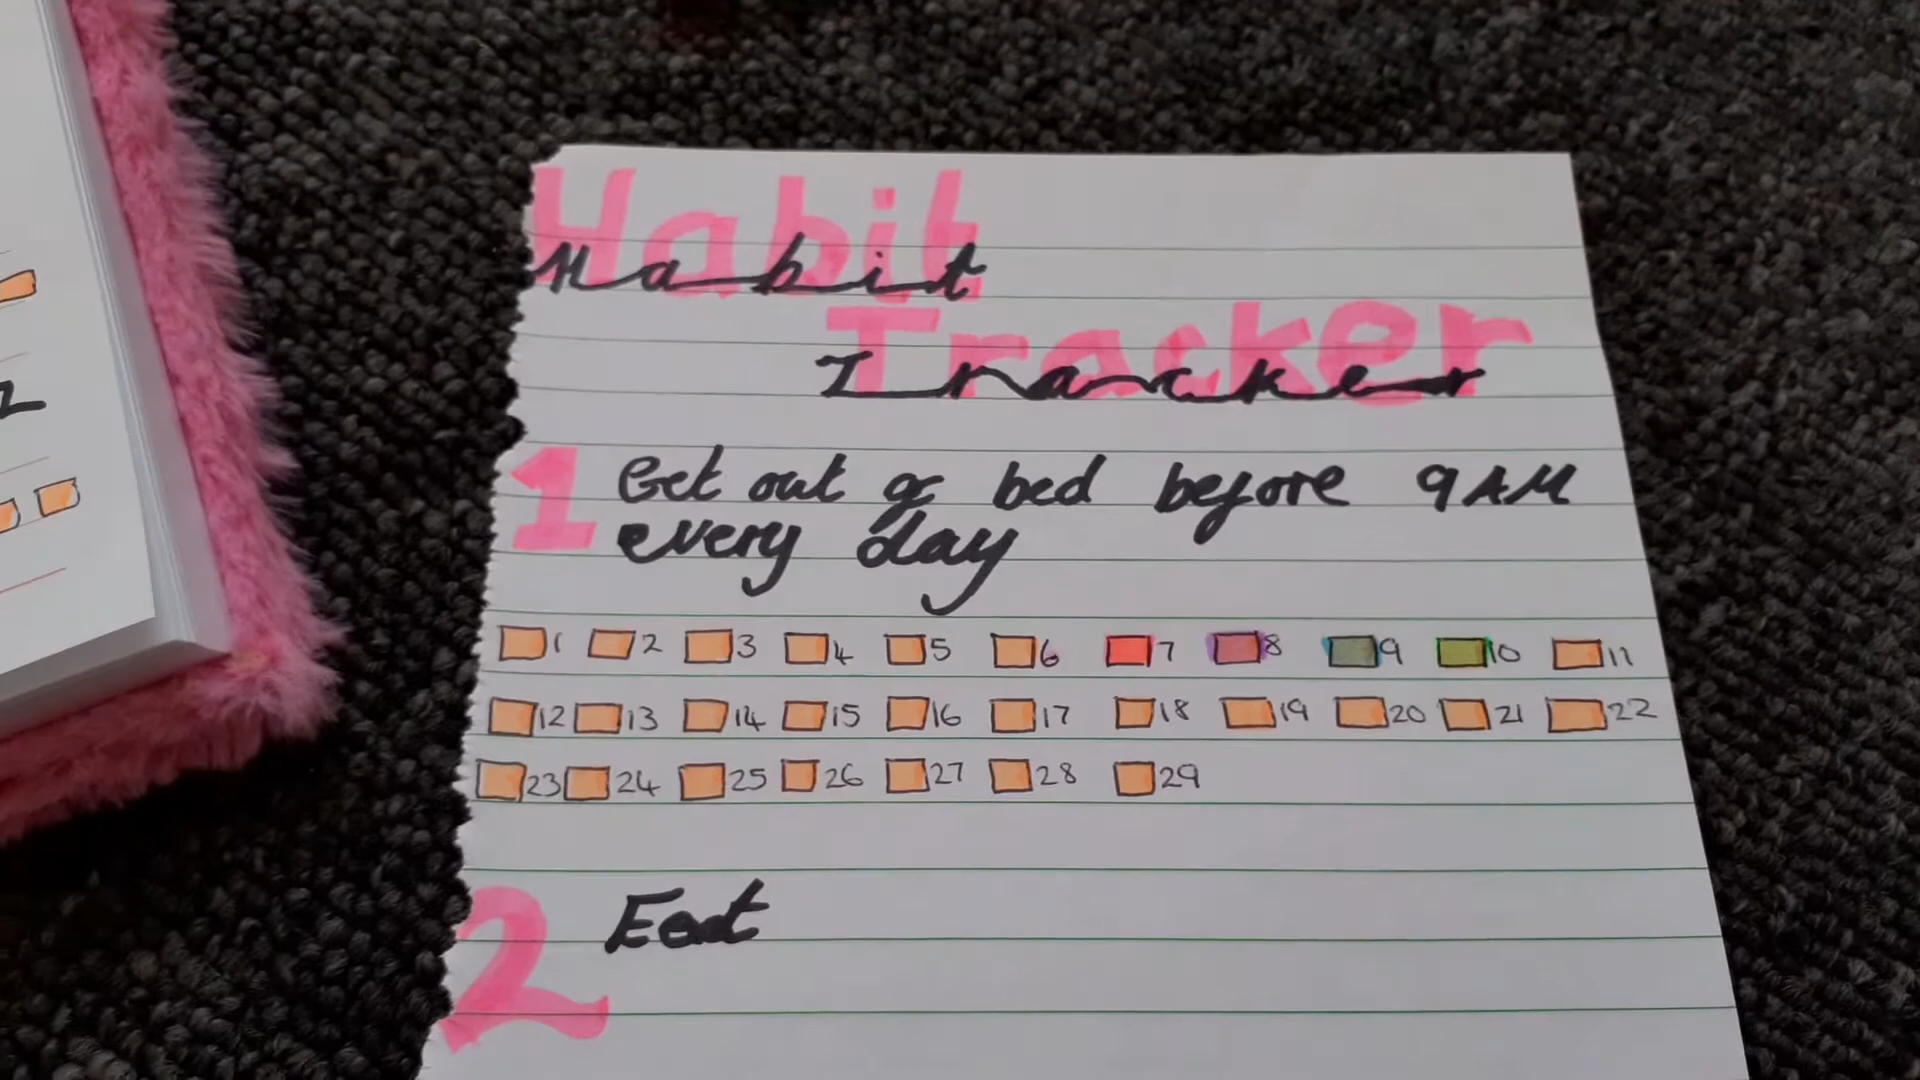 Habit
Habit
Tracker
Tracker
1 Get out of bed before 9AM
every day
1 2 3 4 5 6 7 8 9 10 11
12 13 14 15 16 17 18 19 20 21 22
23 24 25 26 27 28 29
2 Eat